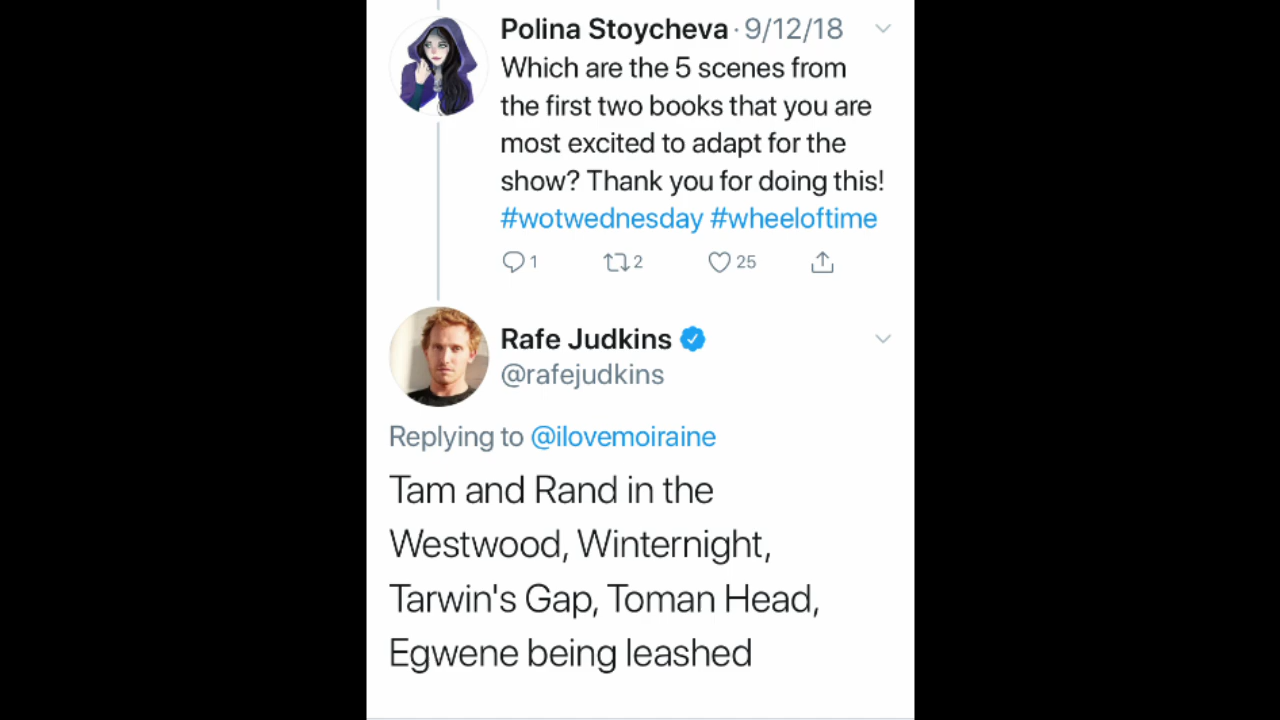 Polina Stoycheva · 9/12/18
Which are the 5 scenes from
the first two books that you are
most excited to adapt for the
show? Thank you for doing this!
#wotwednesday #wheeloftime
1 2 25
Rafe Judkins
@rafejudkins
Replying to @ilovemoiraine
Tam and Rand in the
Westwood, Winternight,
Tarwin's Gap, Toman Head,
Egwene being leashed